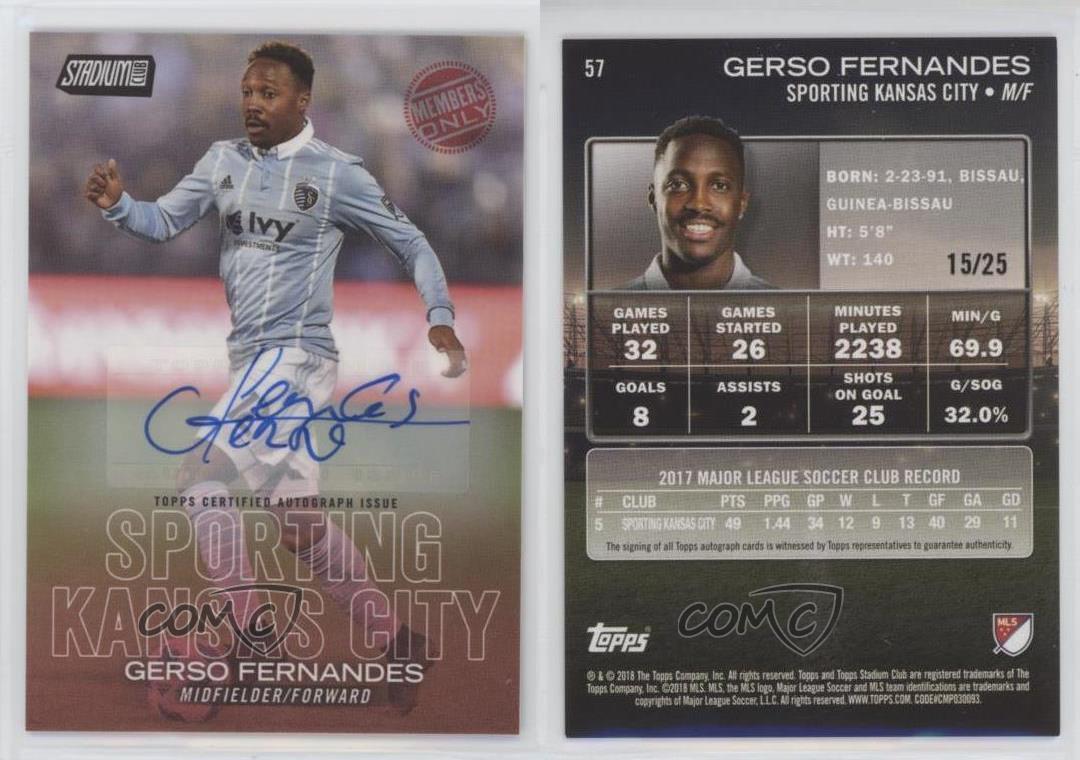 STADIUM CLUB
MEMBERS
ONLY
Ivy
INVESTMENTS
TOPPS CERTIFIED AUTOGRAPH ISSUE
SPORTING
KANSAS CITY
COMC
GERSO FERNANDES
MIDFIELDER/FORWARD
57
GERSO FERNANDES
SPORTING KANSAS CITY • M/F
BORN: 2-23-91, BISSAU,
GUINEA-BISSAU
HT: 5'8"
WT: 140
15/25
GAMES PLAYED GAMES STARTED MINUTES PLAYED MIN/G
32 26 2238 69.9
GOALS ASSISTS SHOTS ON GOAL G/SOG
8 2 25 32.0%
2017 MAJOR LEAGUE SOCCER CLUB RECORD
# CLUB PTS PPG GP W L T GF GA GD
5 SPORTING KANSAS CITY 49 1.44 34 12 9 13 40 29 11
The signing of all Topps autograph cards is witnessed by Topps representatives to guarantee authenticity.
COMC
Topps
MLS
® & © 2018 The Topps Company, Inc. All rights reserved. Topps and Topps Stadium Club are registered trademarks of The
Topps Company, Inc. ©2018 MLS. MLS, the MLS logo, Major League Soccer and MLS team identifications are trademarks and
copyrights of Major League Soccer, L.L.C. All rights reserved. WWW.TOPPS.COM. CODE#CMP030093.